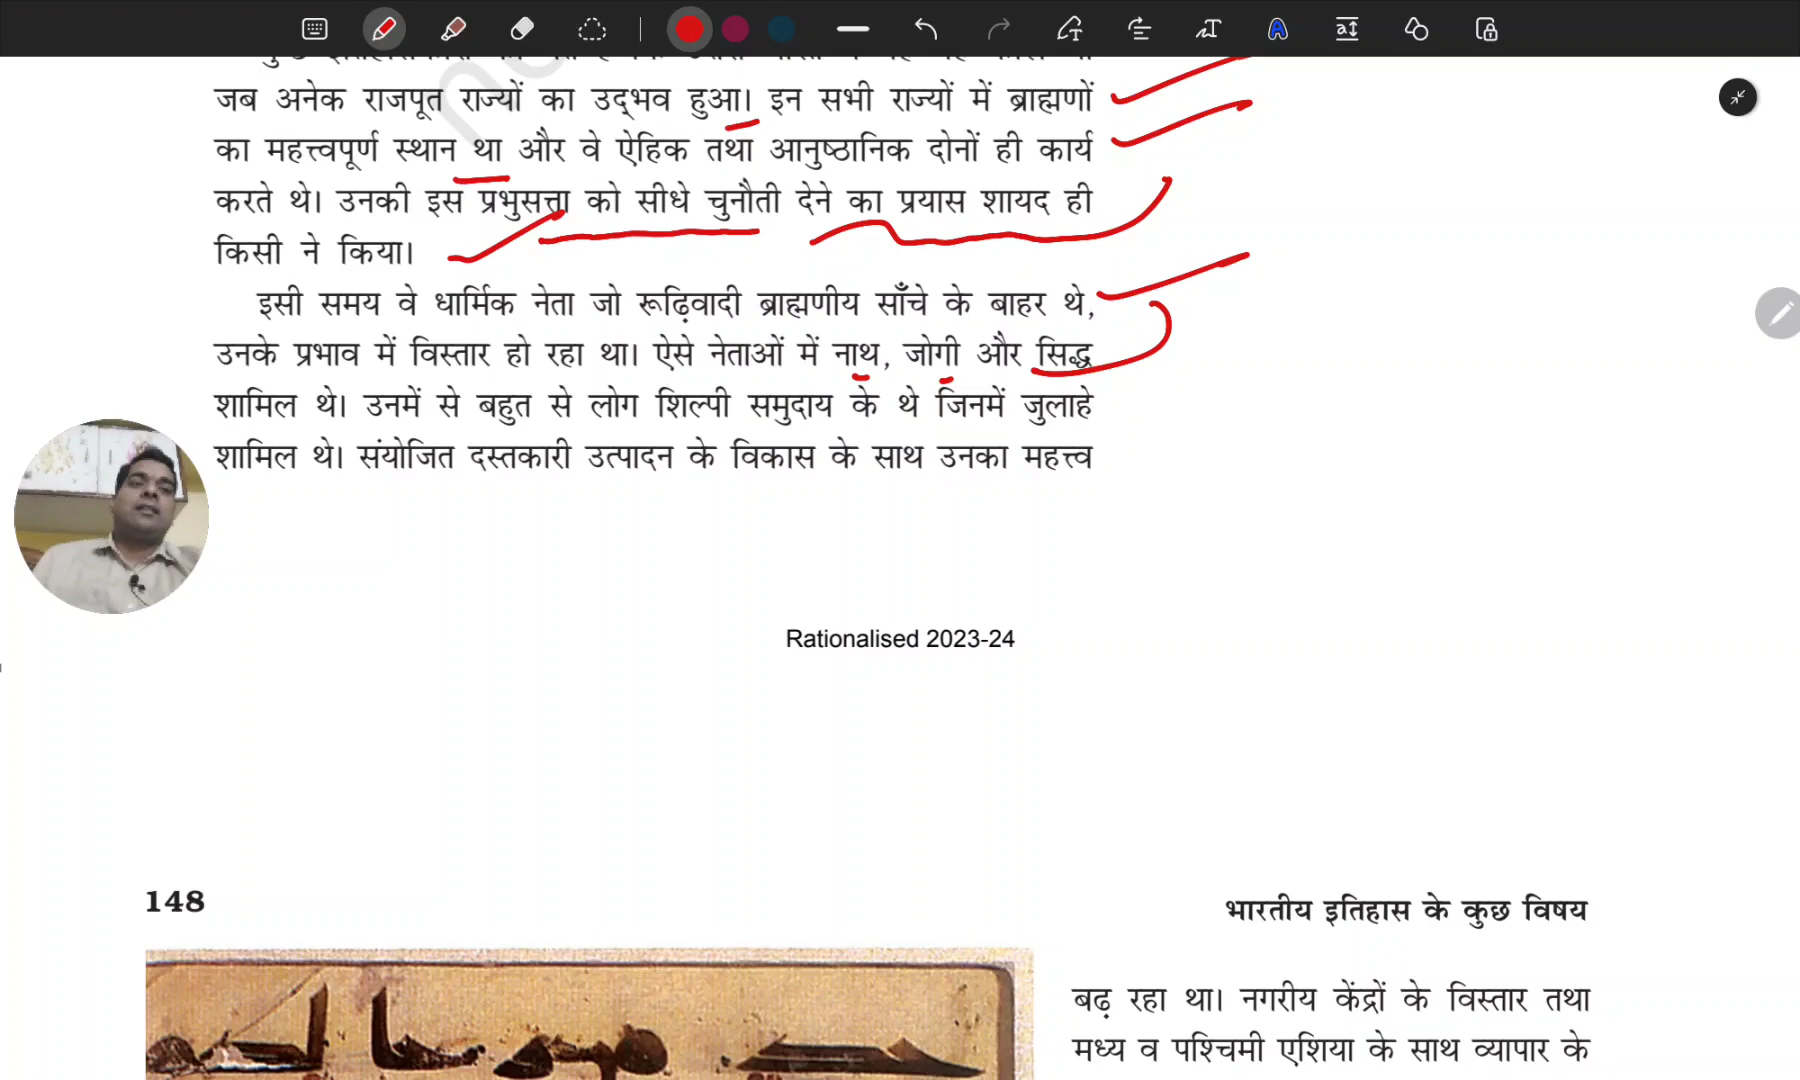 जब अनेक राजपूत राज्यों का उद्‌भव हुआ। इन सभी राज्यों में ब्राह्मणों
का महत्त्वपूर्ण स्थान था और वे ऐहिक तथा आनुष्ठानिक दोनों ही कार्य
करते थे। उनकी इस प्रभुसत्ता को सीधे चुनौती देने का प्रयास शायद ही
किसी ने किया।
इसी समय वे धार्मिक नेता जो रूढ़िवादी ब्राह्मणीय साँचे के बाहर थे,
उनके प्रभाव में विस्तार हो रहा था। ऐसे नेताओं में नाथ, जोगी और सिद्ध
शामिल थे। उनमें से बहुत से लोग शिल्पी समुदाय के थे जिनमें जुलाहे
शामिल थे। संयोजित दस्तकारी उत्पादन के विकास के साथ उनका महत्त्व
Rationalised 2023-24
148
भारतीय इतिहास के कुछ विषय
बढ़ रहा था। नगरीय केंद्रों के विस्तार तथा
मध्य व पश्चिमी एशिया के साथ व्यापार के